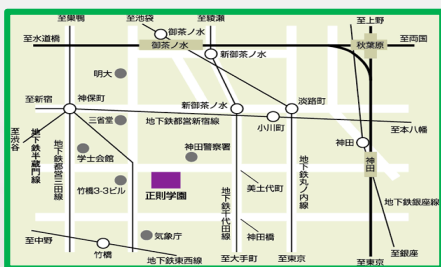 至巣鴨
至池袋
至綾瀬
至上野
御茶ノ水
至水道橋
御茶ノ水
秋葉原
至両国
新御茶ノ水
明大
至新宿
神保町
新御茶ノ水
淡路町
三省堂
地下鉄都営新宿線
小川町
至本八幡
至渋谷
地下鉄半蔵門線
地下鉄都営三田線
学士会館
神田警察署
神田
神田
竹橋3-3ビル
正則学園
美土代町
地下鉄千代田線
地下鉄丸ノ内線
地下鉄銀座線
至中野
気象庁
神田橋
竹橋
地下鉄東西線
至大手町
至東京
至東京
至銀座